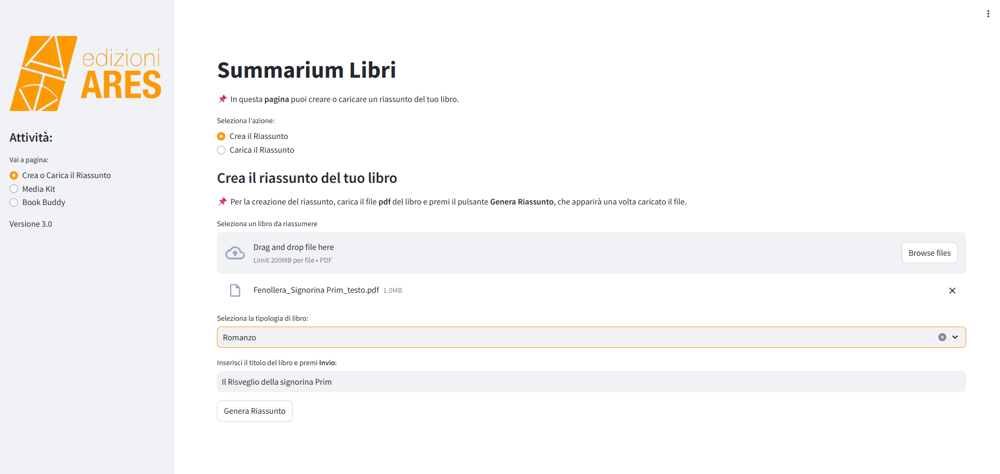 edizioni
ARES
Attività:
Vai a pagina:
Crea o Carica il Riassunto
Media Kit
Book Buddy
Versione 3.0
Summarium Libri
📌 In questa pagina puoi creare o caricare un riassunto del tuo libro.
Seleziona l'azione:
Crea il Riassunto
Carica il Riassunto
Crea il riassunto del tuo libro
📌 Per la creazione del riassunto, carica il file pdf del libro e premi il pulsante Genera Riassunto, che apparirà una volta caricato il file.
Seleziona un libro da riassumere
Drag and drop file here
Limit 200MB per file • PDF
Browse files
Fenollera_Signorina Prim_testo.pdf 1.0MB
Seleziona la tipologia di libro:
Romanzo
Inserisci il titolo del libro e premi Invio:
Il Risveglio della signorina Prim
Genera Riassunto